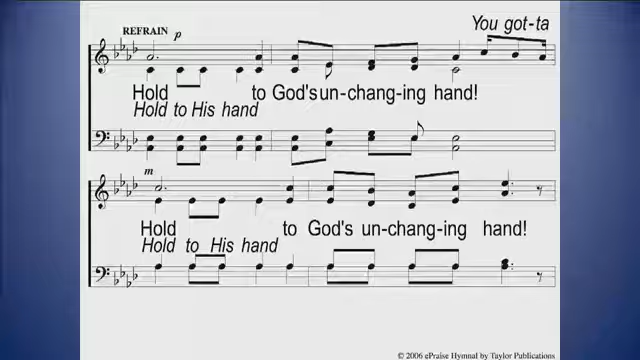 You got-ta
REFRAIN p
Hold to God's un-chang-ing hand!
Hold to His hand
m
Hold to God's un-chang-ing hand!
Hold to His hand
© 2006 ePraise Hymnal by Taylor Publications